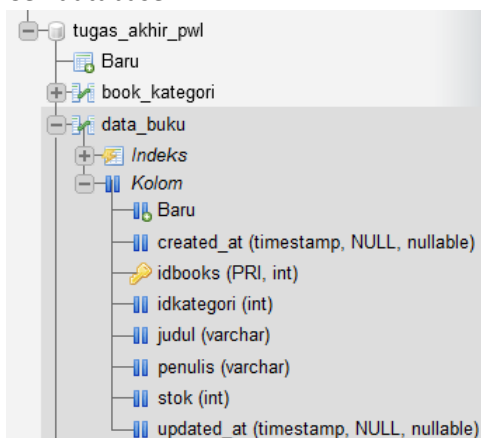 tugas_akhir_pwl
Baru
book_kategori
data_buku
Indeks
Kolom
Baru
created_at (timestamp, NULL, nullable)
idbooks (PRI, int)
idkategori (int)
judul (varchar)
penulis (varchar)
stok (int)
updated_at (timestamp, NULL, nullable)